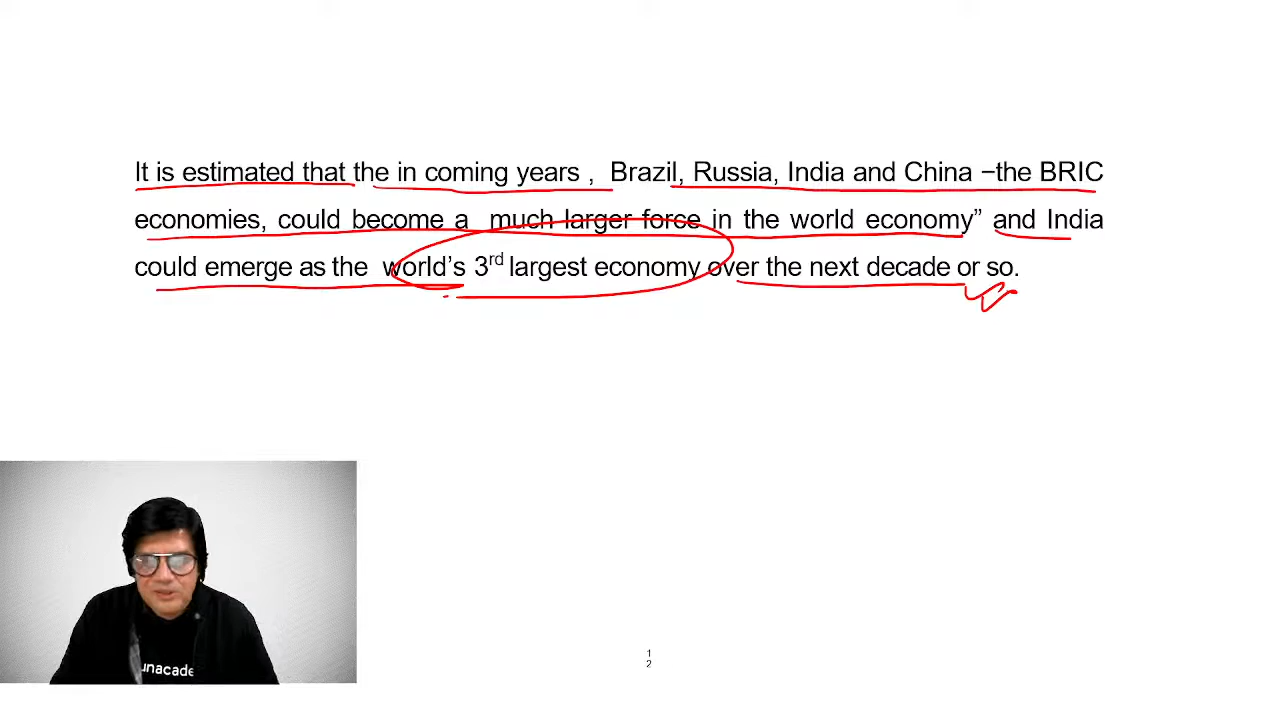 It is estimated that the in coming years , Brazil, Russia, India and China –the BRIC
economies, could become a much larger force in the world economy” and India
could emerge as the world’s 3rd largest economy over the next decade or so.
unacade
1
2